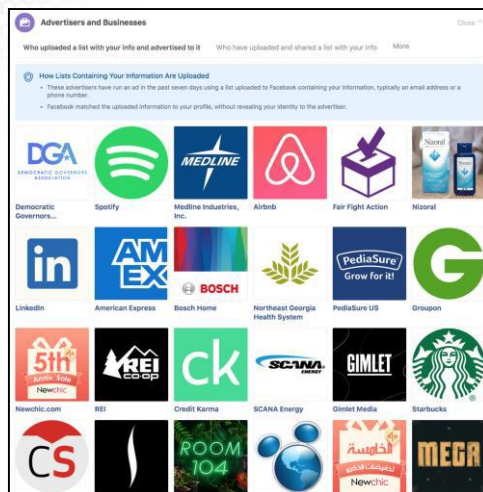 Advertisers and Businesses
Close
Who uploaded a list with your info and advertised to it
Who have uploaded and shared a list with your info
More
How Lists Containing Your Information Are Uploaded
• These advertisers have run an ad in the past seven days using a list uploaded to Facebook containing your information, typically an email address or a
phone number.
• Facebook matched the uploaded information to your profile, without revealing your identity to the advertiser.
DGA
DEMOCRATIC GOVERNORS
ASSOCIATION
MEDLINE
Nizoral
Democratic
Governors...
Spotify
Medline Industries,
Inc.
Airbnb
Fair Fight Action
Nizoral
in
AM
EX
BOSCH
PediaSure
Grow for it!
G
LinkedIn
American Express
Bosch Home
Northeast Georgia
Health System
PediaSure US
Groupon
5th
Anniv. Sale
Newchic
REI
co-op
ck
SCANA
ENERGY
GIMLET
Newchic.com
REI
Credit Karma
SCANA Energy
Gimlet Media
Starbucks
CS
ROOM
104
الخامسة
Newchic
MEGA